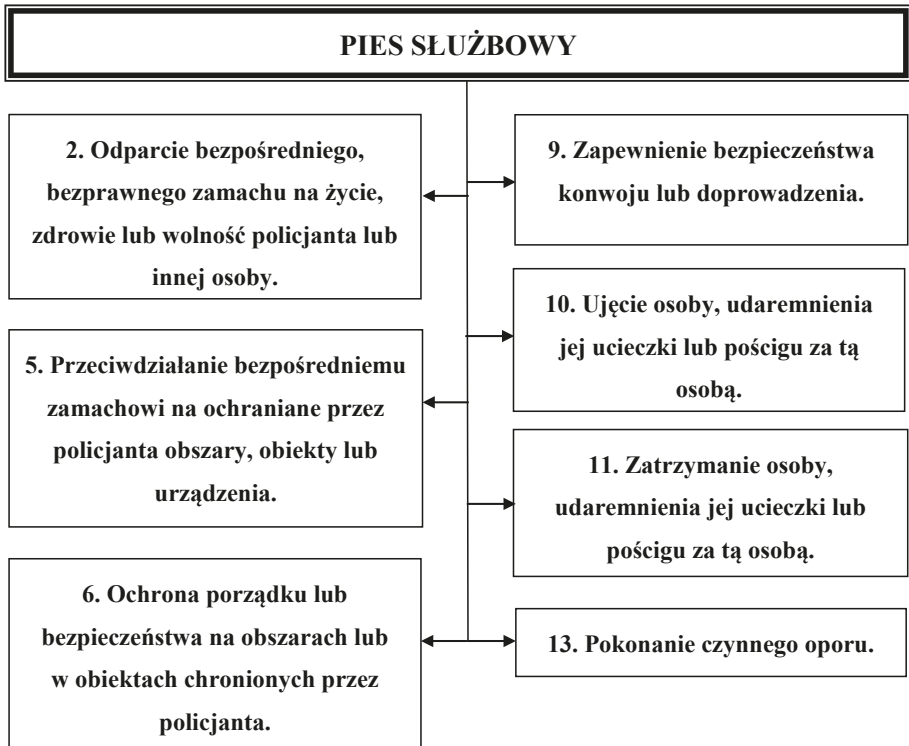 PIES SŁUŻBOWY
2. Odparcie bezpośredniego,
bezprawnego zamachu na życie,
zdrowie lub wolność policjanta lub
innej osoby.
5. Przeciwdziałanie bezpośredniemu
zamachowi na ochraniane przez
policjanta obszary, obiekty lub
urządzenia.
6. Ochrona porządku lub
bezpieczeństwa na obszarach lub
w obiektach chronionych przez
policjanta.
9. Zapewnienie bezpieczeństwa
konwoju lub doprowadzenia.
10. Ujęcie osoby, udaremnienia
jej ucieczki lub pościgu za tą
osobą.
11. Zatrzymanie osoby,
udaremnienia jej ucieczki lub
pościgu za tą osobą.
13. Pokonanie czynnego oporu.